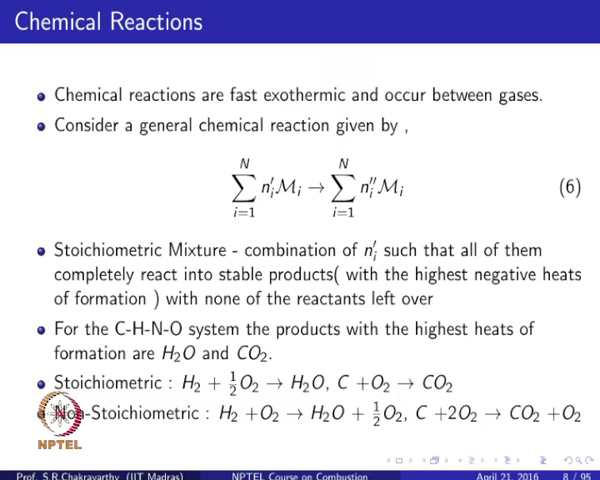 Chemical Reactions
Chemical reactions are fast exothermic and occur between gases.
Consider a general chemical reaction given by ,
N N
∑ n′ᵢℳᵢ → ∑ n″ᵢℳᵢ (6)
i=1 i=1
Stoichiometric Mixture - combination of n′ᵢ such that all of them
completely react into stable products( with the highest negative heats
of formation ) with none of the reactants left over
For the C-H-N-O system the products with the highest heats of
formation are H₂O and CO₂.
Stoichiometric : H₂ + ½O₂ → H₂O, C +O₂ → CO₂
Non-Stoichiometric : H₂ +O₂ → H₂O + ½O₂, C +2O₂ → CO₂ +O₂
NPTEL
Prof. S.R.Chakravarthy (IIT Madras) NPTEL Course on Combustion April 21, 2016 8 / 95